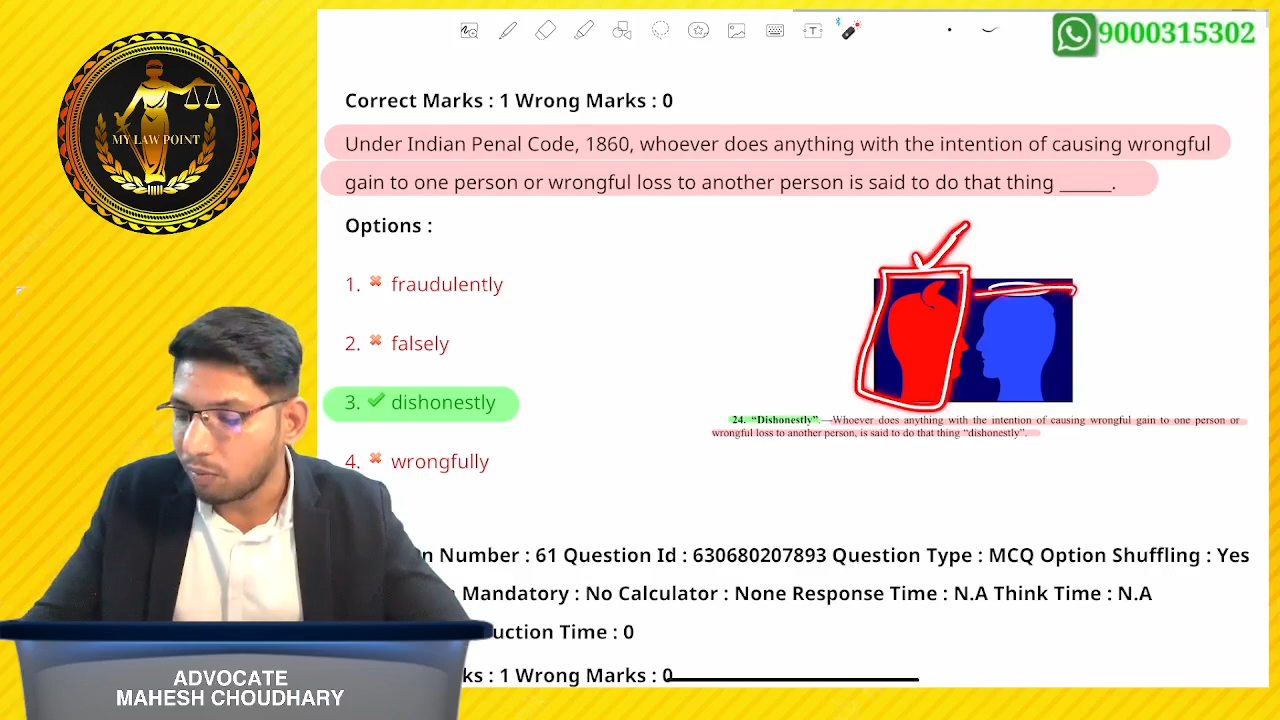 9000315302
MY LAW POINT
Correct Marks : 1 Wrong Marks : 0
Under Indian Penal Code, 1860, whoever does anything with the intention of causing wrongful
gain to one person or wrongful loss to another person is said to do that thing ______.
Options :
1. fraudulently
2. falsely
3. dishonestly
4. wrongfully
24. “Dishonestly”.—Whoever does anything with the intention of causing wrongful gain to one person or
wrongful loss to another person, is said to do that thing “dishonestly”.
Number : 61 Question Id : 630680207893 Question Type : MCQ Option Shuffling : Yes
Mandatory : No Calculator : None Response Time : N.A Think Time : N.A
uction Time : 0
ks : 1 Wrong Marks : 0
ADVOCATE
MAHESH CHOUDHARY